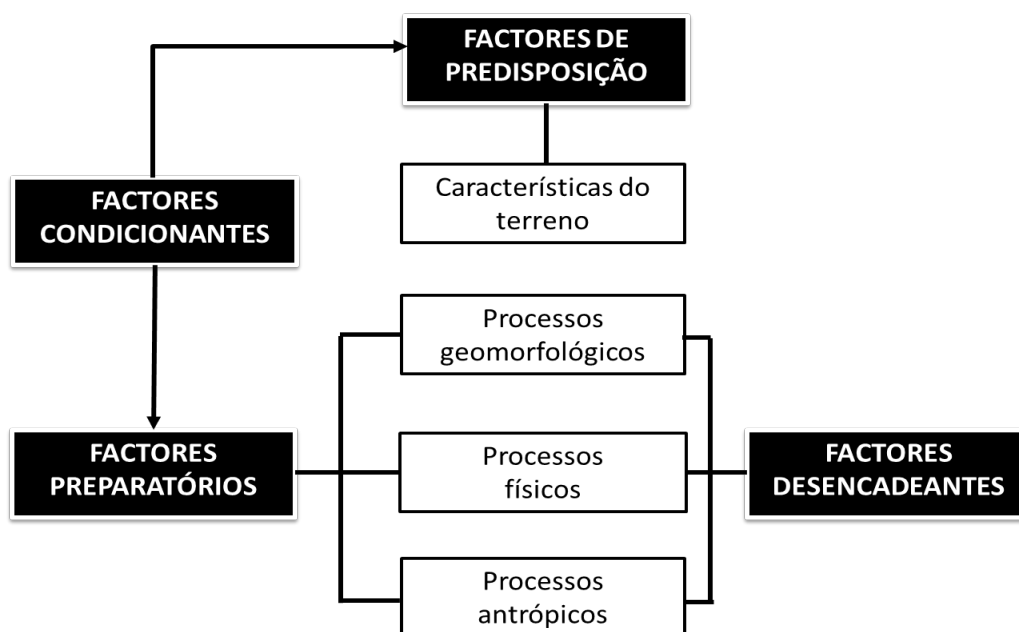 FACTORES DE
PREDISPOSIÇÃO
Características do
terreno
FACTORES
CONDICIONANTES
Processos
geomorfológicos
FACTORES
PREPARATÓRIOS
Processos
físicos
FACTORES
DESENCADEANTES
Processos
antrópicos